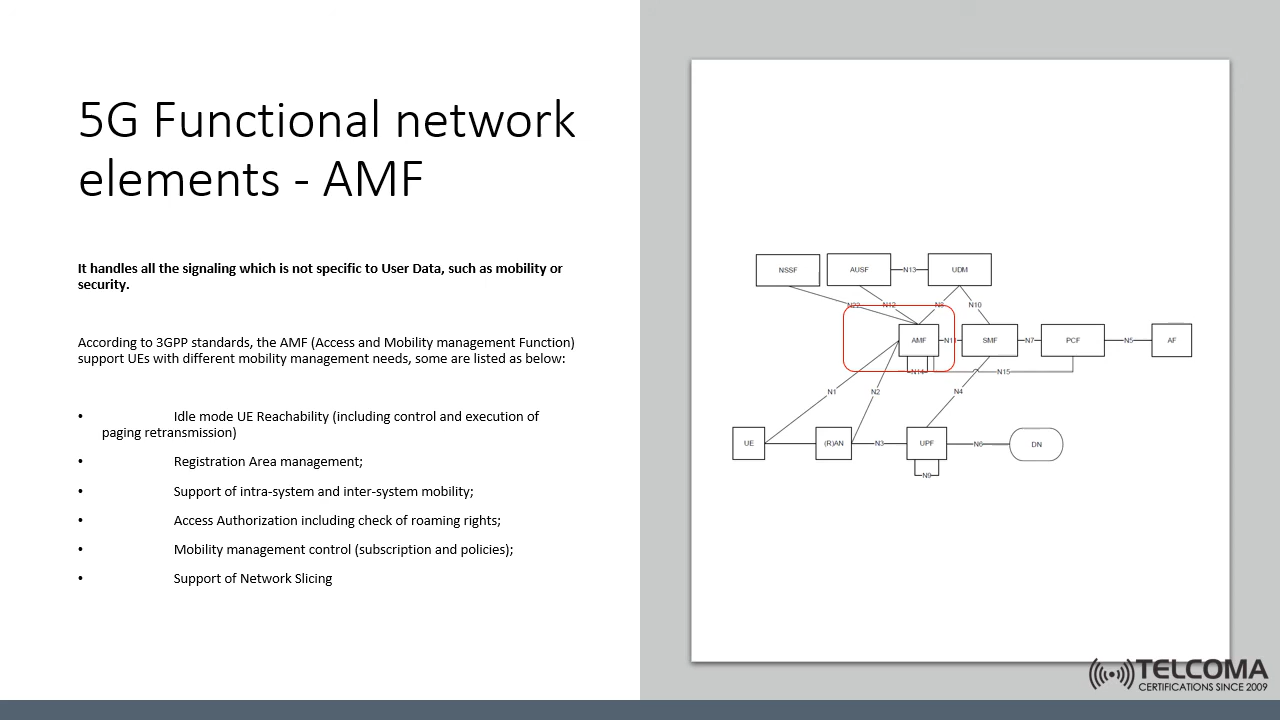 5G Functional network
elements - AMF
It handles all the signaling which is not specific to User Data, such as mobility or
security.
According to 3GPP standards, the AMF (Access and Mobility management Function)
support UEs with different mobility management needs, some are listed as below:
• Idle mode UE Reachability (including control and execution of
paging retransmission)
• Registration Area management;
• Support of intra-system and inter-system mobility;
• Access Authorization including check of roaming rights;
• Mobility management control (subscription and policies);
• Support of Network Slicing
NSSF
AUSF
N13
UDM
N22
N12
N8
N10
AMF
N11
SMF
N7
PCF
N5
AF
N14
N15
N1
N2
N4
UE
(R)AN
N3
UPF
N6
DN
N9
TELCOMA
CERTIFICATIONS SINCE 2009